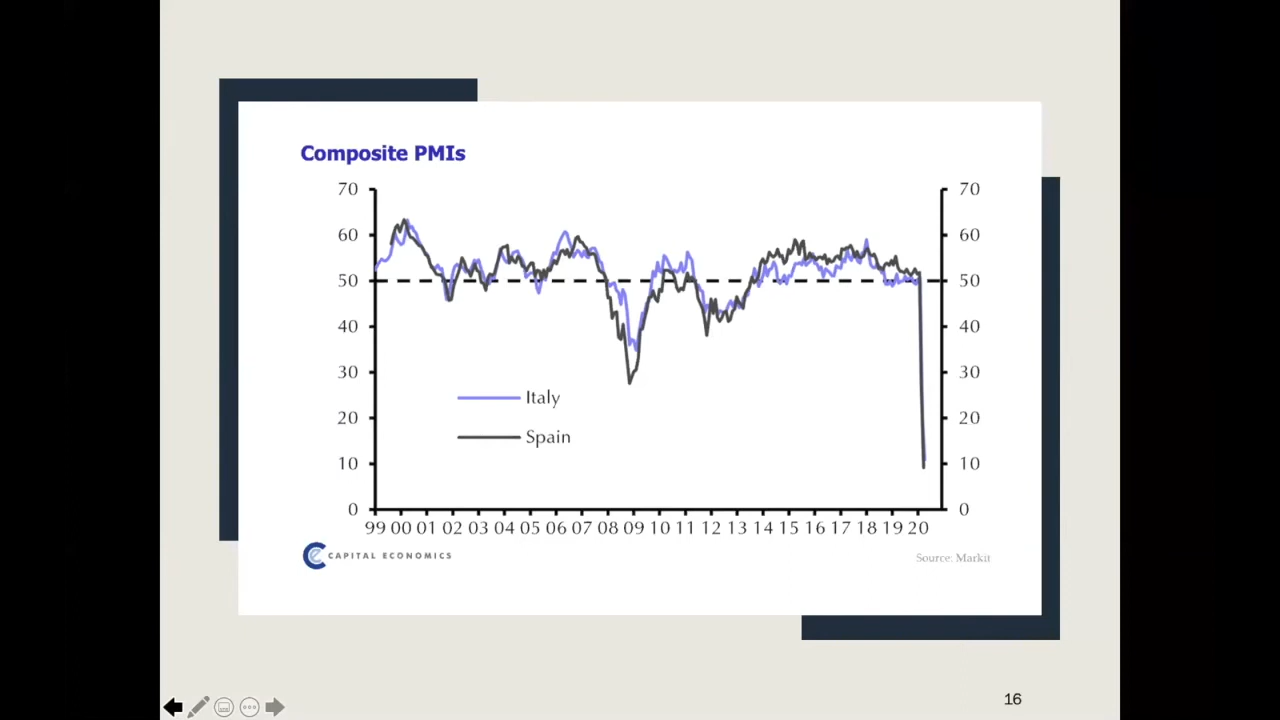 Composite PMIs
70 70
60 60
50 50
40 40
30 30
20 20
10 10
0 0
Italy
Spain
99 00 01 02 03 04 05 06 07 08 09 10 11 12 13 14 15 16 17 18 19 20
CAPITAL ECONOMICS
Source: Markit
16